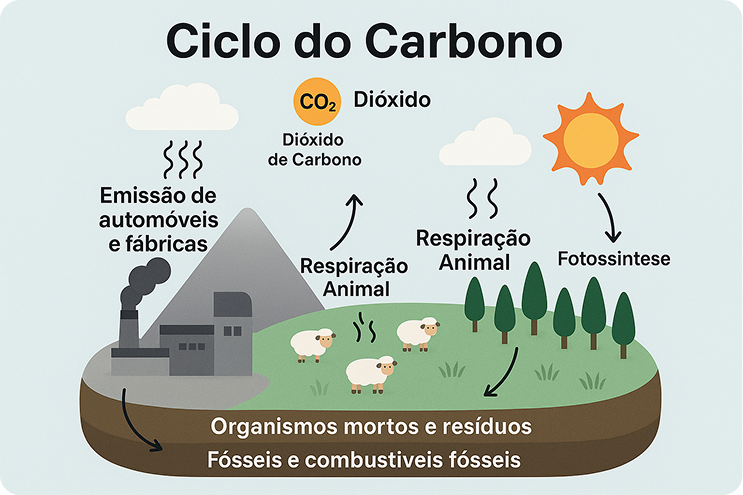 Ciclo do Carbono
CO₂ Dióxido
Dióxido
de Carbono
Emissão de
automóveis
e fábricas
Respiração
Animal
Respiração
Animal
Fotossintese
Organismos mortos e resíduos
Fósseis e combustiveis fósseis